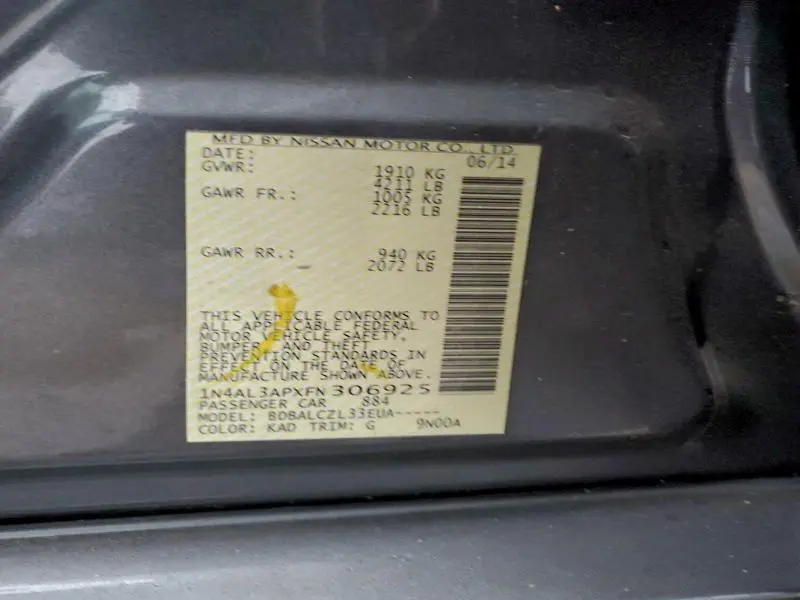 MFD BY NISSAN MOTOR CO., LTD.
DATE: 06/14
GVWR: 1910 KG
4211 LB
GAWR FR.: 1005 KG
2216 LB
GAWR RR.: 940 KG
2072 LB
THIS VEHICLE CONFORMS TO
ALL APPLICABLE FEDERAL
MOTOR VEHICLE SAFETY,
BUMPER, AND THEFT
PREVENTION STANDARDS IN
EFFECT ON THE DATE OF
MANUFACTURE SHOWN ABOVE.
1N4AL3APXFN306925
PASSENGER CAR 884
MODEL: BDBALCZL33EUA-----
COLOR: KAD TRIM: G 9N00A